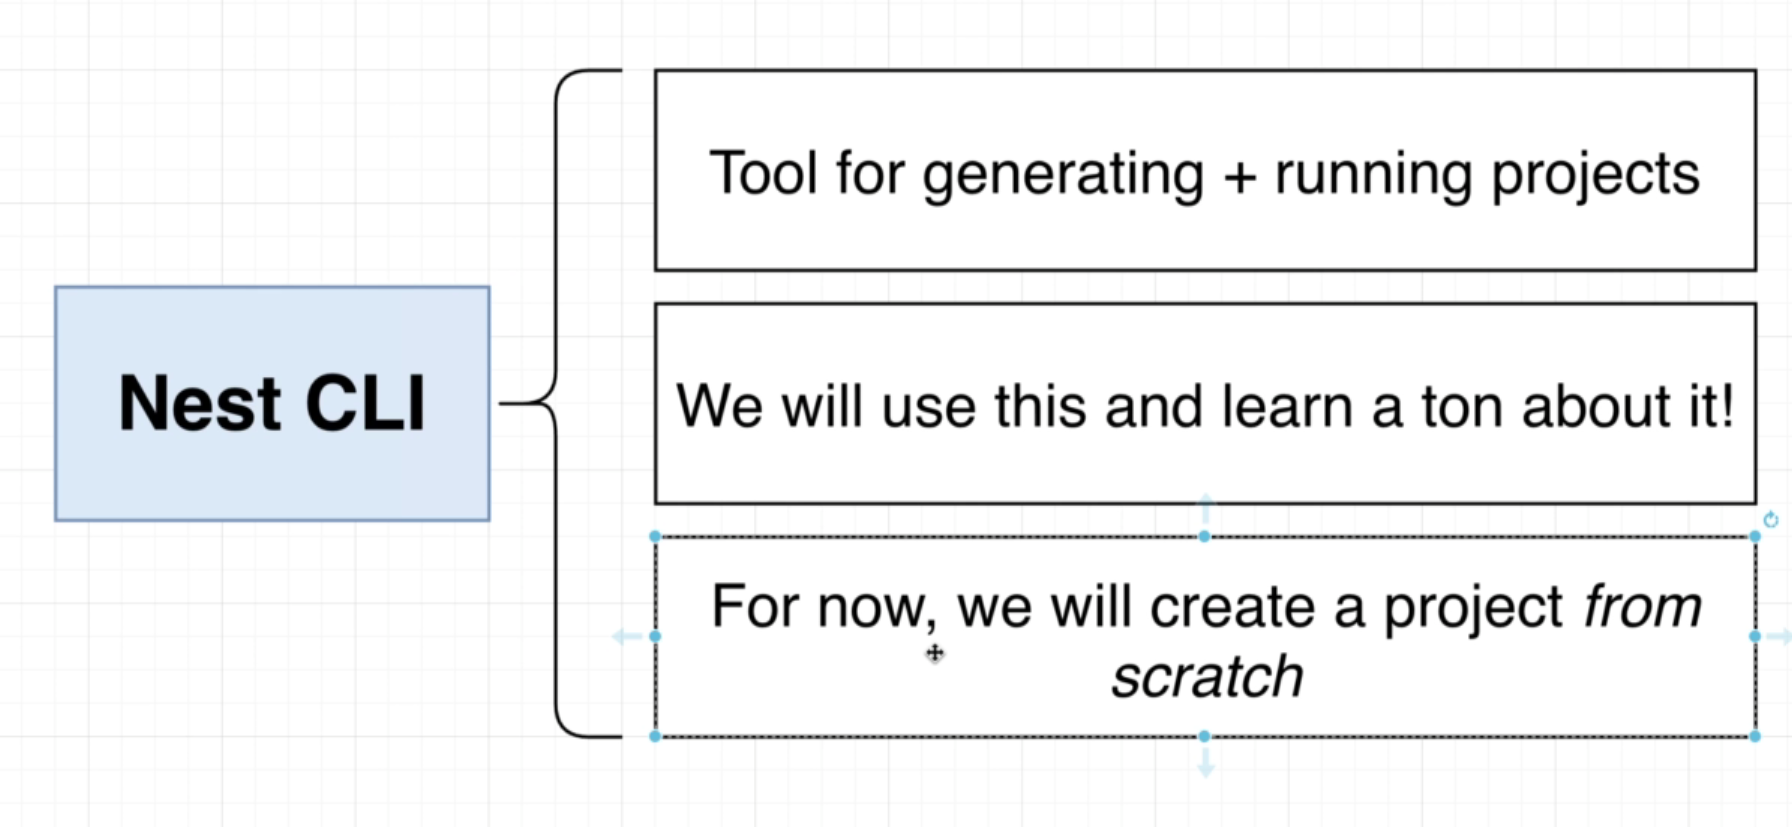 Nest CLI
Tool for generating + running projects
We will use this and learn a ton about it!
For now, we will create a project from
scratch